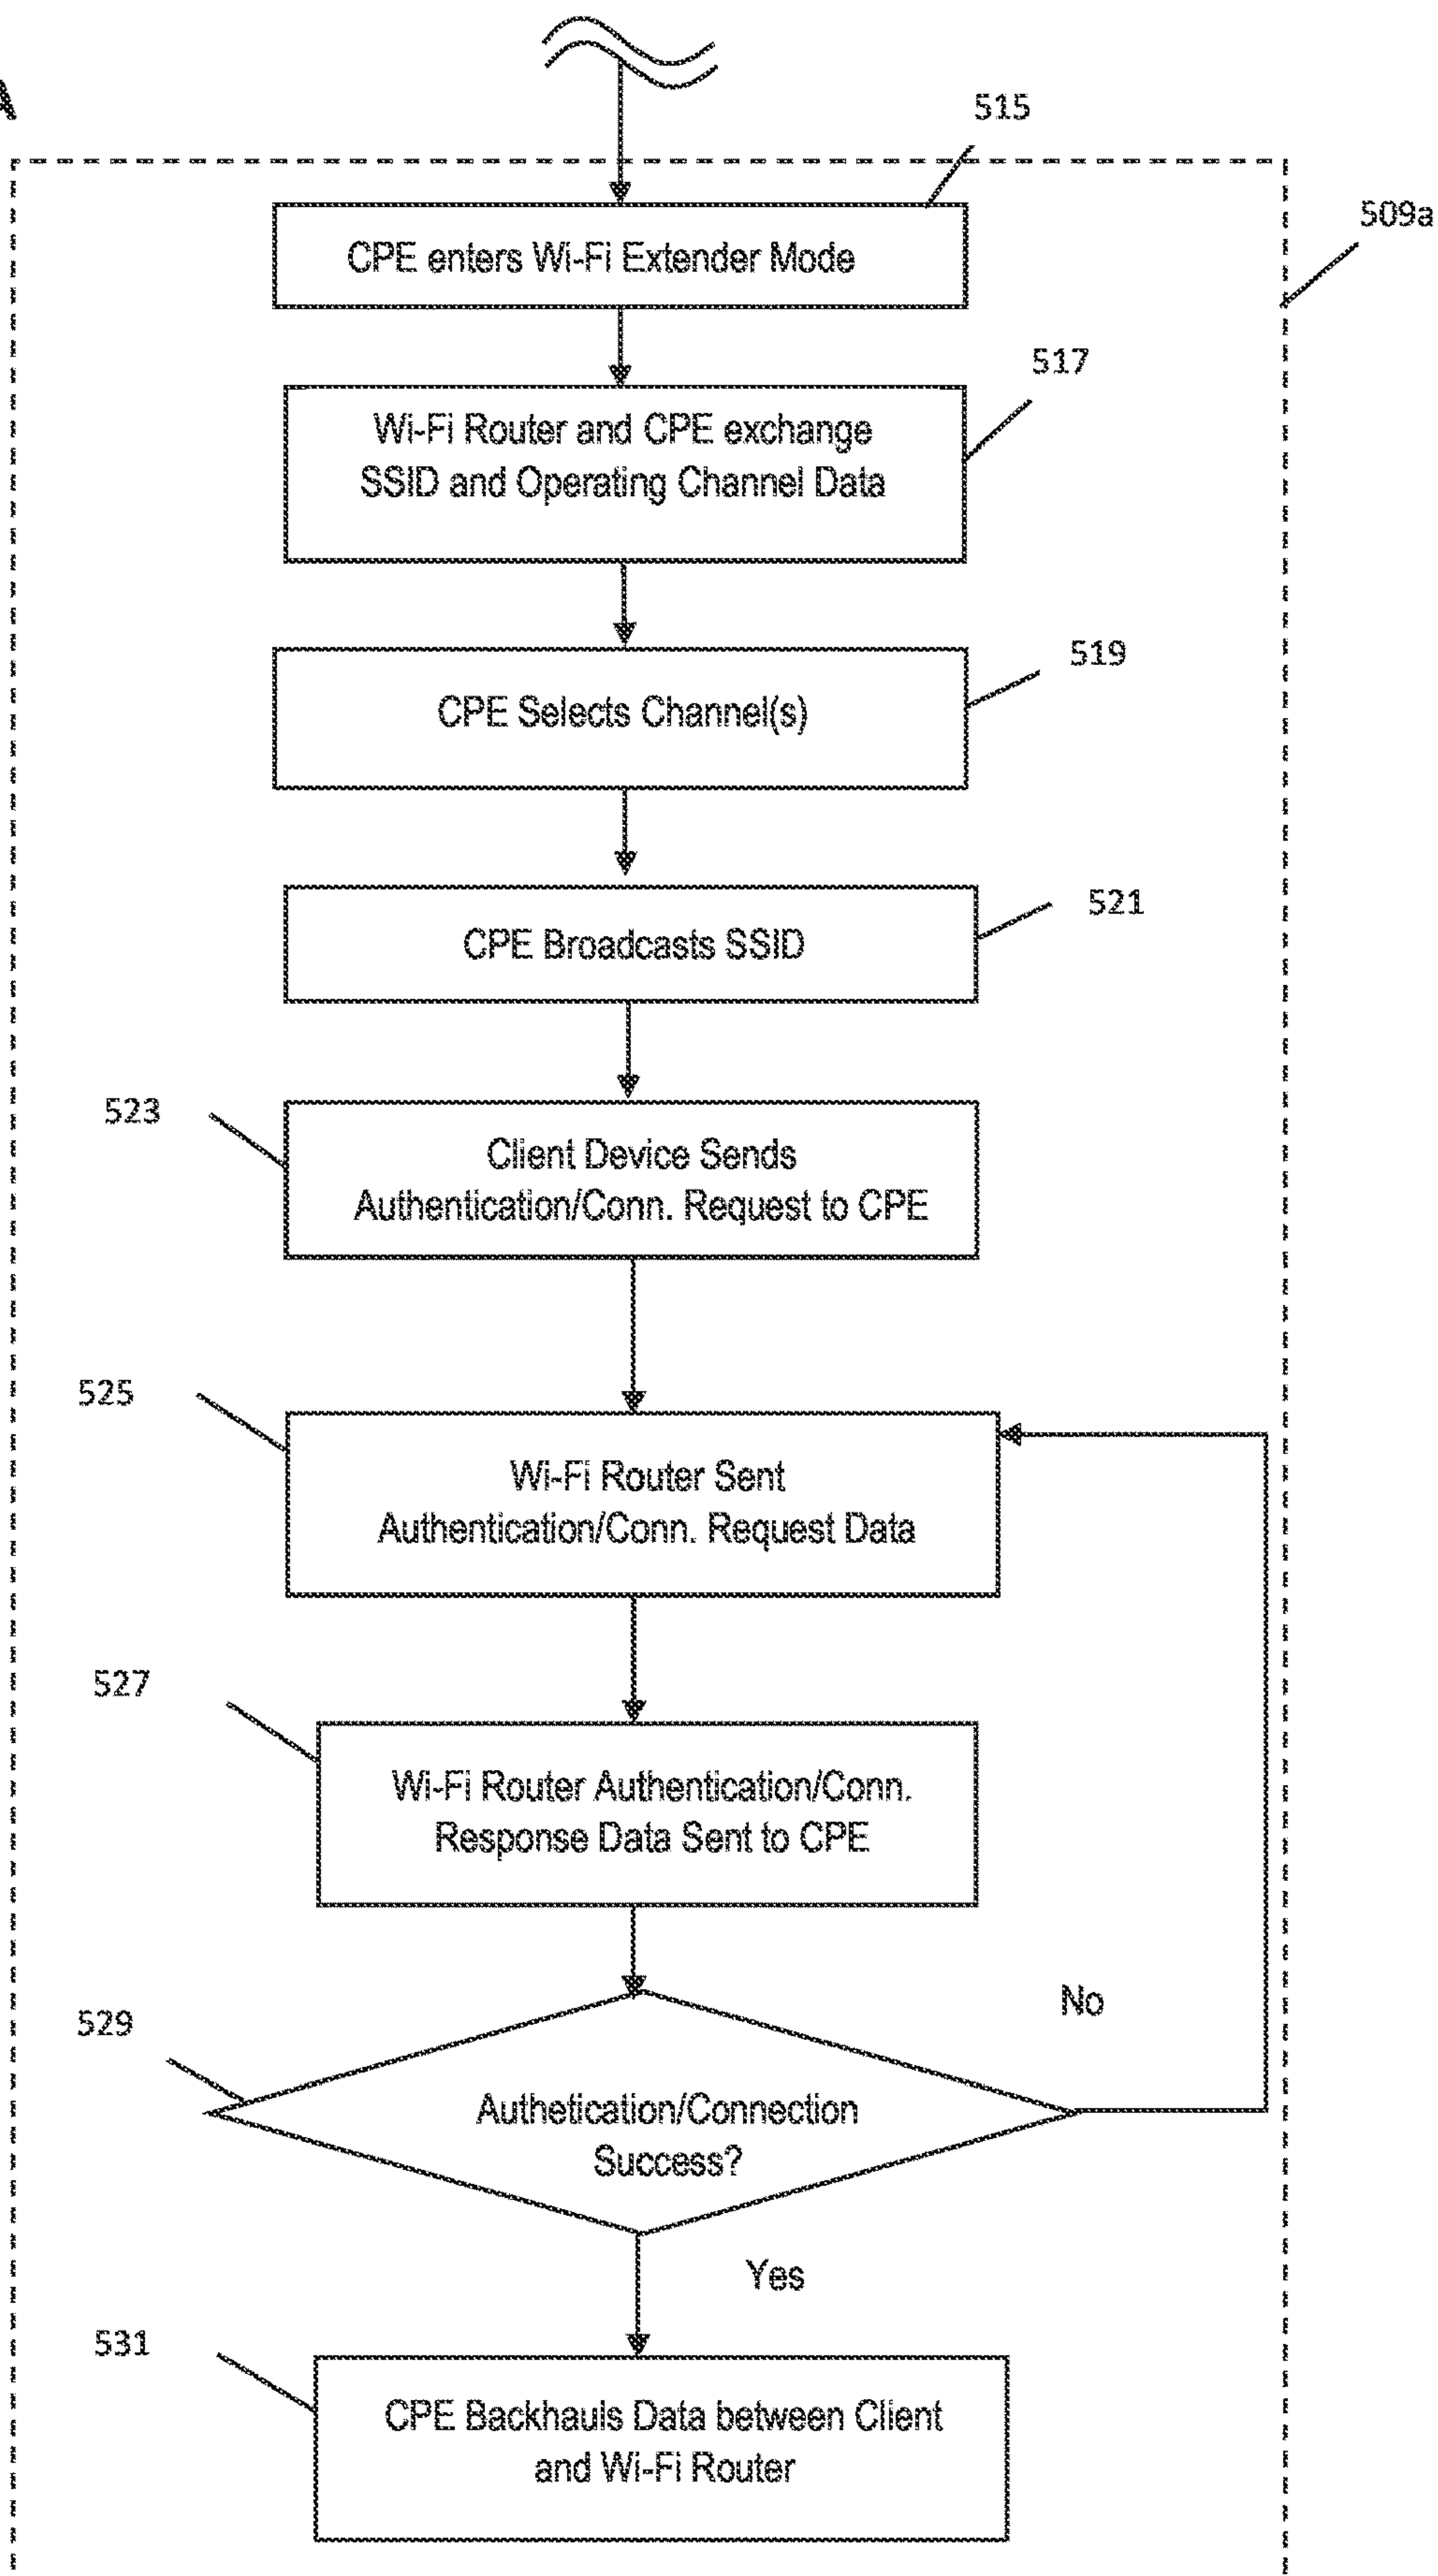 A
515
509a
CPE enters Wi-Fi Extender Mode
517
Wi-Fi Router and CPE exchange
SSID and Operating Channel Data
519
CPE Selects Channel(s)
521
CPE Broadcasts SSID
523
Client Device Sends
Authentication/Conn. Request to CPE
525
Wi-Fi Router Sent
Authentication/Conn. Request Data
527
Wi-Fi Router Authentication/Conn.
Response Data Sent to CPE
No
529
Authetication/Connection
Success?
Yes
531
CPE Backhauls Data between Client
and Wi-Fi Router